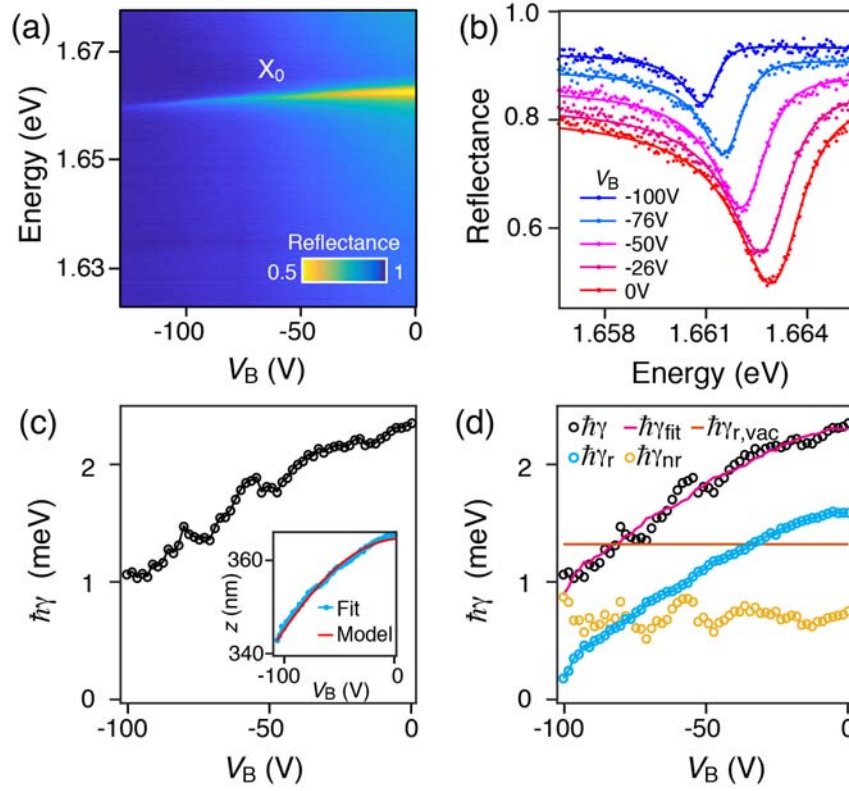 (a)
1.67
1.65
1.63
Energy (eV)
X0
Reflectance
0.5
1
-100
-50
0
VB (V)
(b)
1.0
0.8
0.6
Reflectance
VB
-100V
-76V
-50V
-26V
0V
1.658
1.661
1.664
Energy (eV)
(c)
2
1
0
ℏγ (meV)
360
340
z (nm)
Fit
Model
-100
0
VB (V)
-100
-50
0
VB (V)
(d)
ℏγ ℏγfit ℏγr,vac
ℏγr ℏγnr
2
1
0
ℏγ (meV)
-100
-50
0
VB (V)